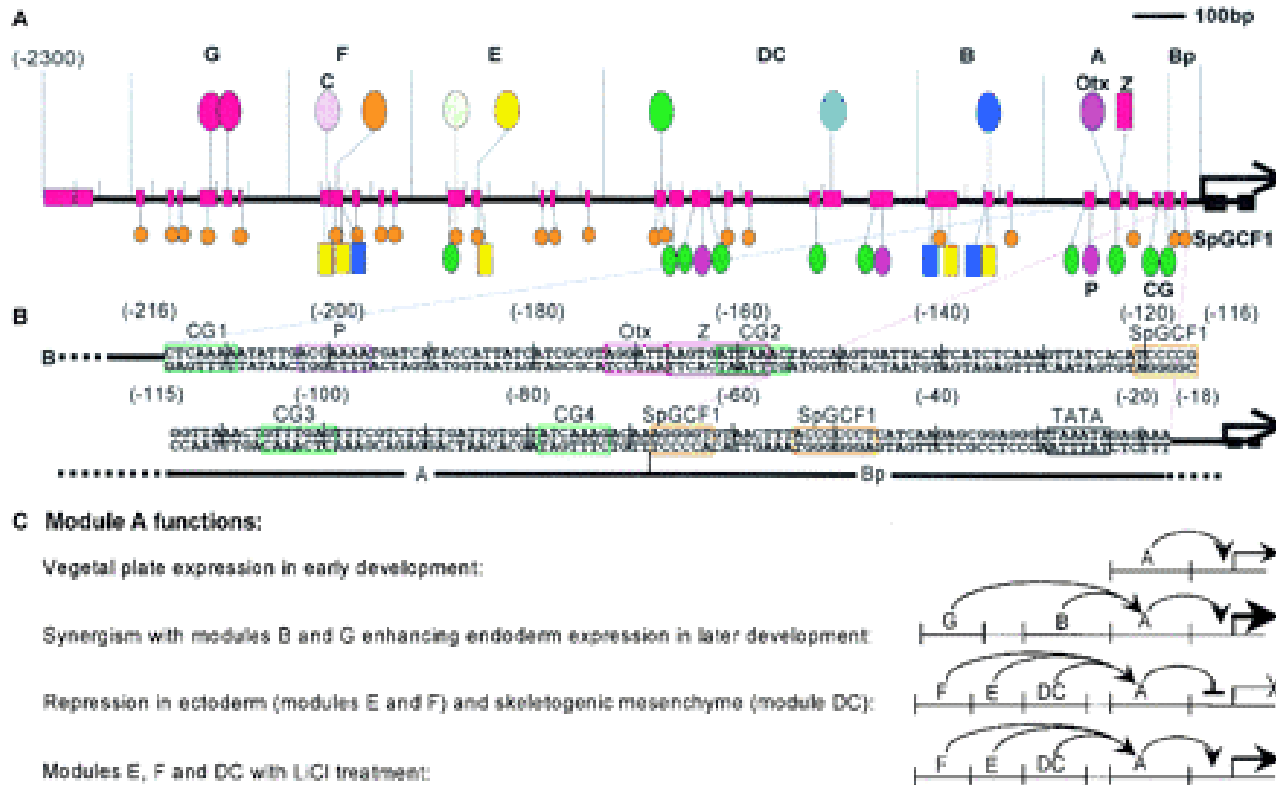 A
100bp
(-2300) G F E DC B A Bp
C Otx Z
SpGCF1
P CG
B (-216) (-200) (-180) (-160) (-140) (-120) (-116)
CG1 P Otx Z CG2 SpGCF1
B
(-115) (-100) (-80) (-60) (-40) (-20) (-18)
CG3 CG4 SpGCF1 SpGCF1 TATA
A Bp
C Module A functions:
Vegetal plate expression in early development:
A
Synergism with modules B and G enhancing endoderm expression in later development:
G B A
Repression in ectoderm (modules E and F) and skeletogenic mesenchyme (module DC):
F E DC A
Modules E, F and DC with LiCl treatment:
F E DC A